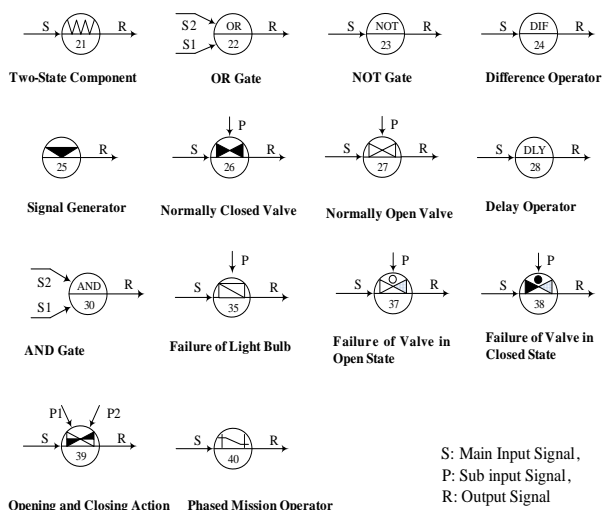 S 21 R
Two-State Component
S2 S1 OR 22 R
OR Gate
S NOT 23 R
NOT Gate
S DIF 24 R
Difference Operator
25 R
Signal Generator
P S 26 R
Normally Closed Valve
P S 27 R
Normally Open Valve
S DLY 28 R
Delay Operator
S2 S1 AND 30 R
AND Gate
P S 35 R
Failure of Light Bulb
P S 37 R
Failure of Valve in
Open State
P S 38 R
Failure of Valve in
Closed State
P1 P2 S 39 R
Opening and Closing Action
S 40 R
Phased Mission Operator
S: Main Input Signal,
P: Sub input Signal,
R: Output Signal